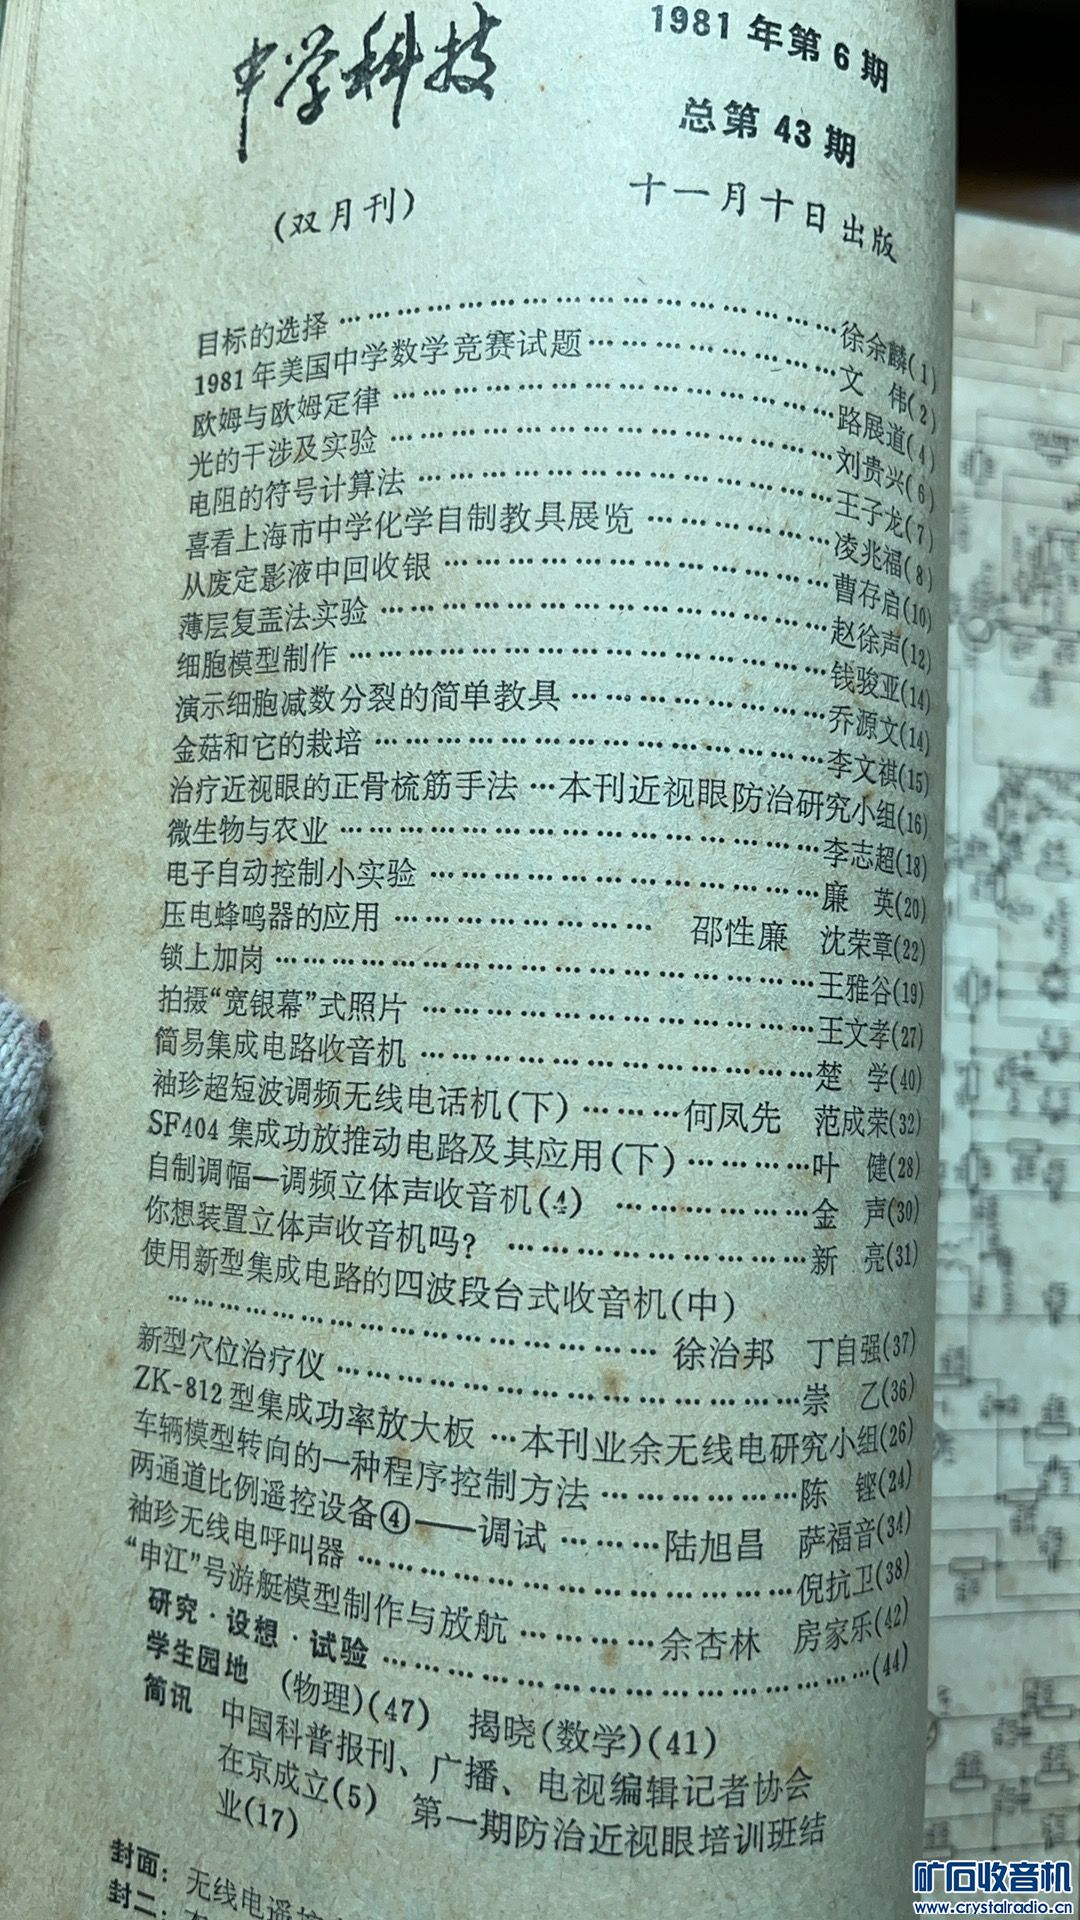 中学科技
(双月刊)
1981年第6期
总第43期
十一月十日出版
目标的选择……………………………………徐余麟(1)
1981年美国中学数学竞赛试题……………………文 伟(2)
欧姆与欧姆定律……………………………………路展道(4)
光的干涉及实验……………………………………刘贵兴(6)
电阻的符号计算法…………………………………王子龙(7)
喜看上海市中学化学自制教具展览………………凌兆福(8)
从废定影液中回收银………………………………曹存启(10)
薄层复盖法实验……………………………………赵徐声(12)
细胞模型制作………………………………………钱骏亚(14)
演示细胞减数分裂的简单教具……………………乔源文(14)
金菇和它的栽培……………………………………李文祺(15)
治疗近视眼的正骨梳筋手法…本刊近视眼防治研究小组(16)
微生物与农业………………………………………李志超(18)
电子自动控制小实验………………………………廉 英(20)
压电蜂鸣器的应用……………………邵性廉 沈荣章(22)
锁上加岗……………………………………………王雅谷(19)
拍摄“宽银幕”式照片………………………………王文孝(27)
简易集成电路收音机………………………………楚 学(40)
袖珍超短波调频无线电话机(下)………何凤先 范成荣(32)
SF404集成功放推动电路及其应用(下)…………叶 健(28)
自制调幅—调频立体声收音机(4)………………金 声(30)
你想装置立体声收音机吗?………………………新 亮(31)
使用新型集成电路的四波段台式收音机(中)
………………………………………徐治邦 丁自强(37)
新型穴位治疗仪……………………………………崇 乙(36)
ZK-812型集成功率放大板…本刊业余无线电研究小组(26)
车辆模型转向的一种程序控制方法………………陈 铿(24)
两通道比例遥控设备④——调试………陆旭昌 萨福音(34)
袖珍无线电呼叫器…………………………………倪抗卫(38)
“申江”号游艇模型制作与放航…………余杏林 房家乐(42)
研究·设想·试验……………………………………(44)
学生园地 (物理)(47) 揭晓(数学)(41)
简讯 中国科普报刊、广播、电视编辑记者协会
在京成立(5) 第一期防治近视眼培训班结
业(17)
封面：无线电遥控
封二：
矿石收音机
www.crystalradio.cn